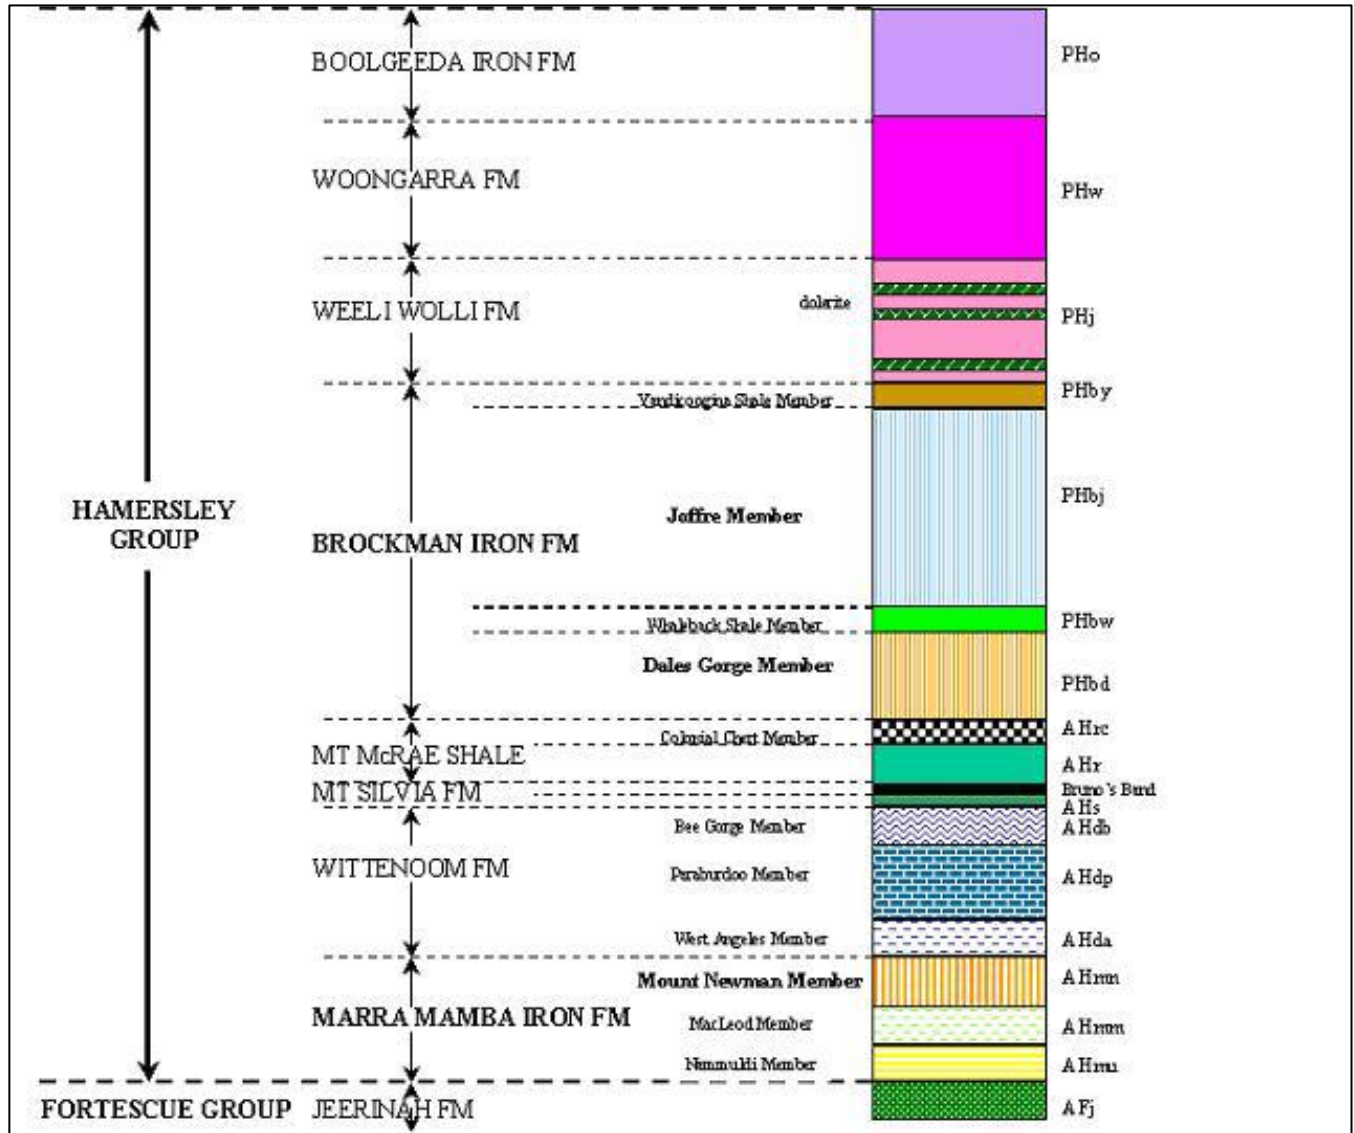 BOOLGEEDA IRON FM
PHo
WOONGARRA FM
PHw
WEELI WOLLI FM
dolerite
PHj
Yandicoogina Shale Member
PHby
HAMERSLEY
GROUP
BROCKMAN IRON FM
Joffre Member
PHbj
Whaleback Shale Member
PHbw
Dales Gorge Member
PHbd
Colonial Chert Member
AHrc
MT McRAE SHALE
AHr
MT SILVIA FM
Bruno's Band
AHs
Bee Gorge Member
AHdb
WITTENOOM FM
Paraburdoo Member
AHdp
West Angeles Member
AHda
Mount Newman Member
AHmn
MARRA MAMBA IRON FM
MacLeod Member
AHmm
Member
AHmu
FORTESCUE GROUP
JEERINAH FM
AFj